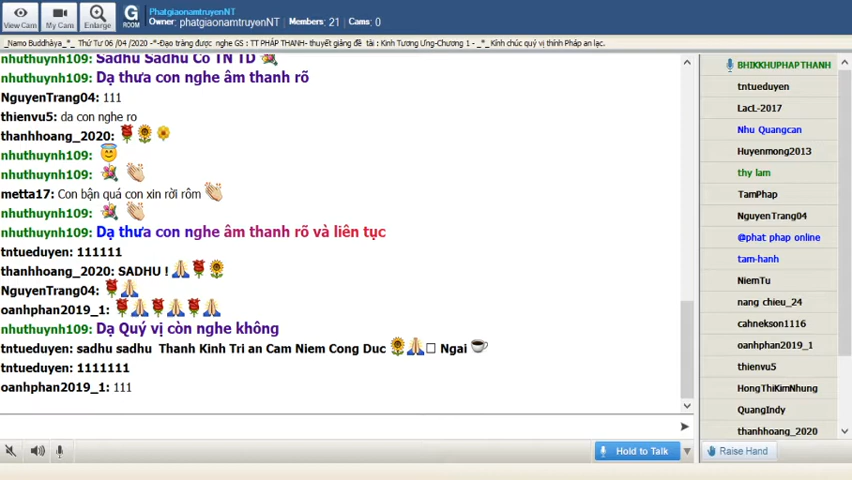 View Cam
My Cam
Enlarge
G
ROOM
PhatgiaonamtruyenNT
Owner: phatgiaonamtruyenNT Members: 21 Cams: 0
_Namo Buddhàya_*_ Thứ Tư 06 /04 /2020 -*-Đạo tràng được nghe GS : TT PHÁP THANH- thuyết giảng đề tài : Kinh Tương Ưng-Chương 1 - _*_ Kính chúc quý vị thính Pháp an lạc.
nhuthuynh109: Sadhu Sadhu Cô TN TD
nhuthuynh109: Dạ thưa con nghe âm thanh rõ
NguyenTrang04: 111
thienvu5: da con nghe ro
thanhhoang_2020:
nhuthuynh109:
nhuthuynh109:
metta17: Con bận quá con xin rời rôm
nhuthuynh109:
nhuthuynh109: Dạ thưa con nghe âm thanh rõ và liên tục
tntueduyen: 111111
thanhhoang_2020: SADHU !
NguyenTrang04:
oanhphan2019_1:
nhuthuynh109: Dạ Quý vị còn nghe không
tntueduyen: sadhu sadhu Thanh Kinh Tri an Cam Niem Cong Duc Ngai
tntueduyen: 1111111
oanhphan2019_1: 111
BHIKKHUPHAPTHANH
tntueduyen
LacL-2017
Nhu Quangcan
Huyenmong2013
thy lam
TamPhap
NguyenTrang04
@phat phap online
tam-hanh
NiemTu
nang chieu_24
cahnekson1116
oanhphan2019_1
thienvu5
HongThiKimNhung
QuangIndy
thanhhoang_2020
Hold to Talk
Raise Hand